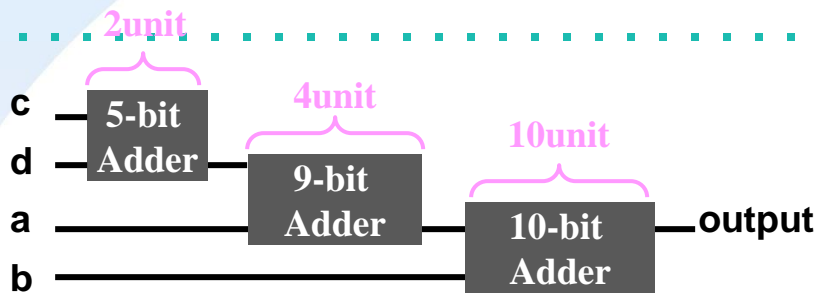 2unit
c
5-bit
Adder
4unit
d
9-bit
Adder
10unit
a
10-bit
Adder
output
b